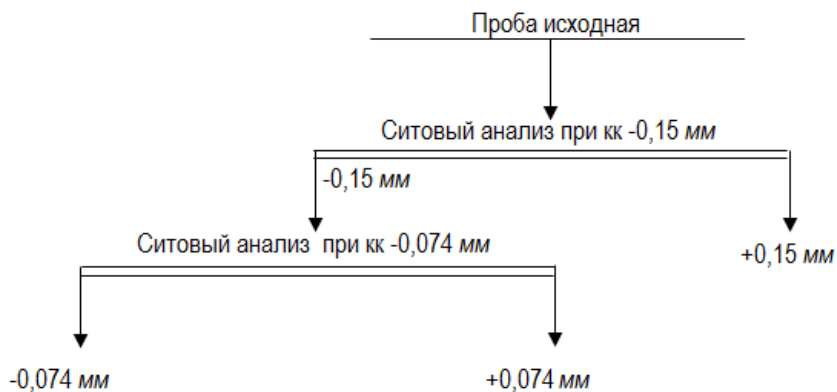 Проба исходная
Ситовый анализ при кк -0,15 мм
-0,15 мм
Ситовый анализ при кк -0,074 мм
+0,15 мм
-0,074 мм
+0,074 мм